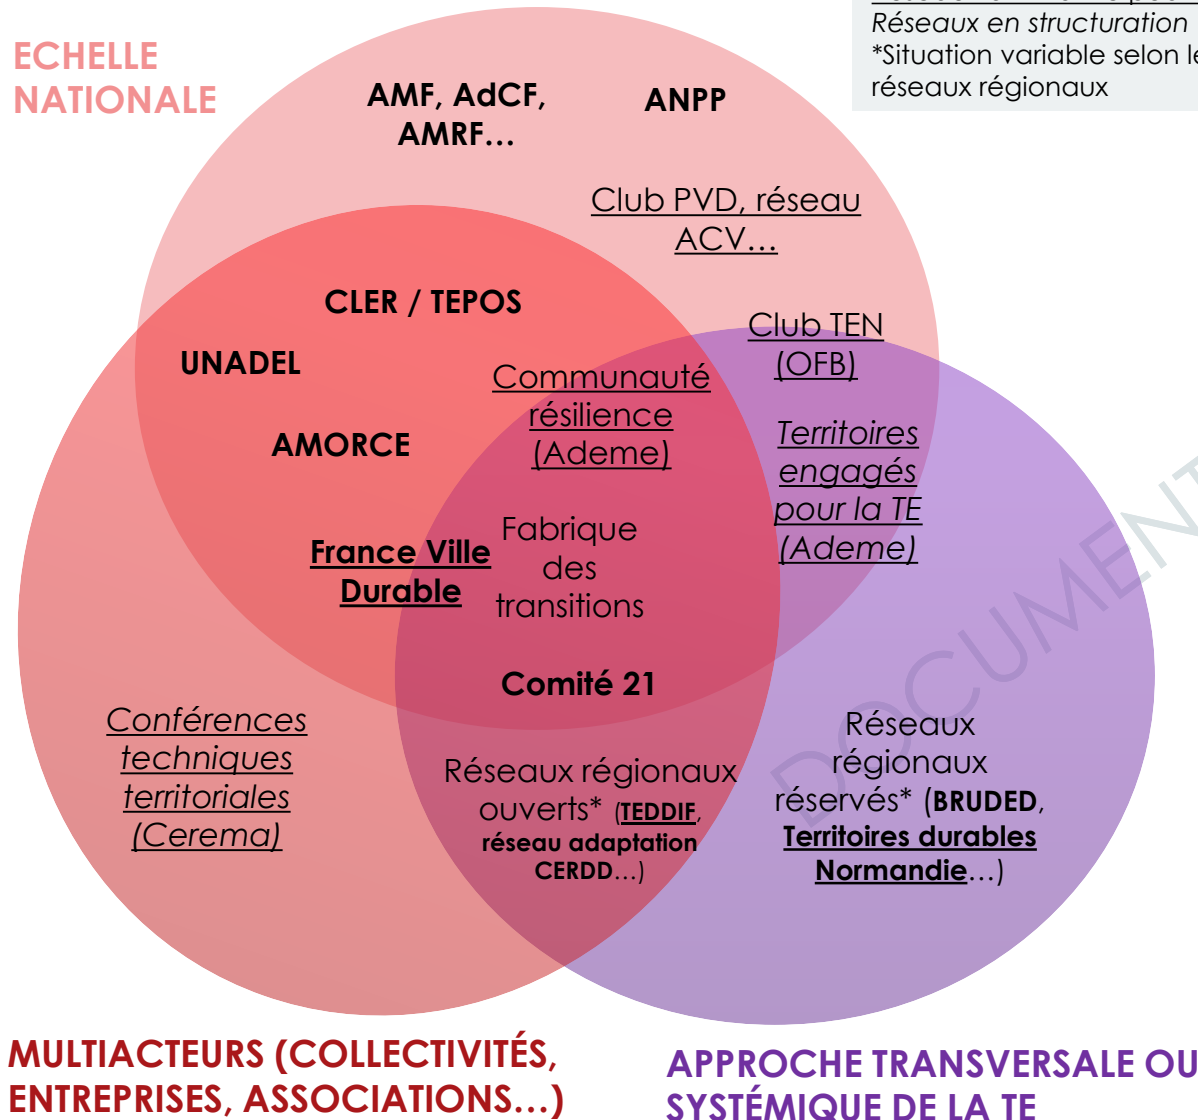 ECHELLE
NATIONALE
Réseaux en structuration
*Situation variable selon
réseaux régionaux
AMF, AdCF,
AMRF…
ANPP
Club PVD, réseau
ACV…
CLER / TEPOS
UNADEL
AMORCE
Club TEN
(OFB)
Communauté
résilience
(Ademe)
Territoires
engagés
pour la TE
(Ademe)
France Ville
Durable
Fabrique
des
transitions
Comité 21
Conférences
techniques
territoriales
(Cerema)
Réseaux régionaux
ouverts* (TEDDIF,
réseau adaptation
CERDD…)
Réseaux
régionaux
réservés* (BRUDED,
Territoires durables
Normandie…)
DOCUMENT
MULTIACTEURS (COLLECTIVITÉS,
ENTREPRISES, ASSOCIATIONS…)
APPROCHE TRANSVERSALE OU
SYSTÉMIQUE DE LA TE